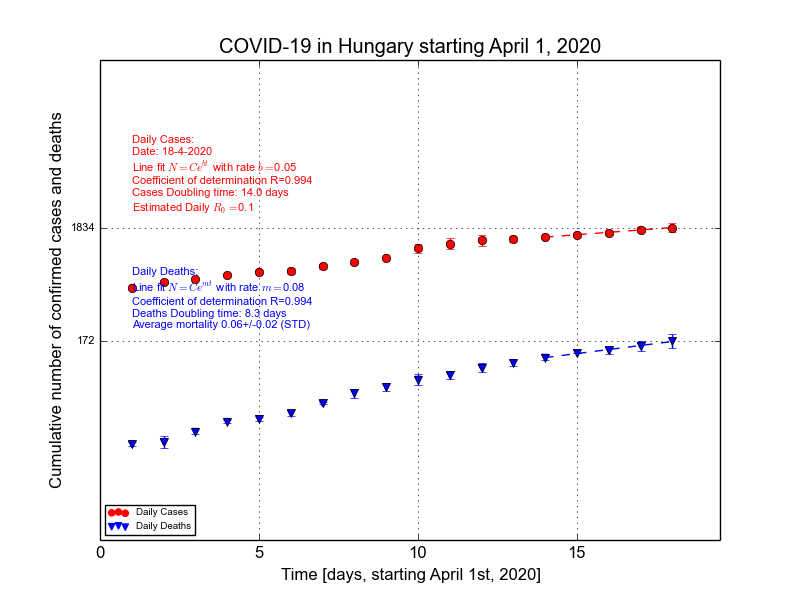 COVID-19 in Hungary starting April 1, 2020
Cumulative number of confirmed cases and deaths
Daily Cases:
Date: 18-4-2020
Line fit N=Ce^{bt} with rate b=0.05
Coefficient of determination R=0.994
Cases Doubling time: 14.0 days
Estimated Daily R_0=0.1
1834
Daily Deaths:
Line fit N=Ce^{mt} with rate m=0.08
Coefficient of determination R=0.994
Deaths Doubling time: 8.3 days
Average mortality 0.06+/-0.02 (STD)
172
Daily Cases
Daily Deaths
0 5 10 15
Time [days, starting April 1st, 2020]